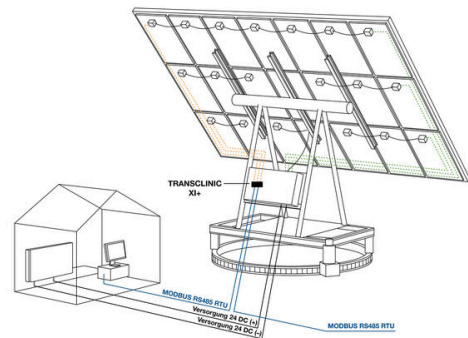 TRANSCLINIC
XI+
MODBUS RS485 RTU
Versorgung 24 DC (+)
Versorgung 24 DC (–)
MODBUS RS485 RTU